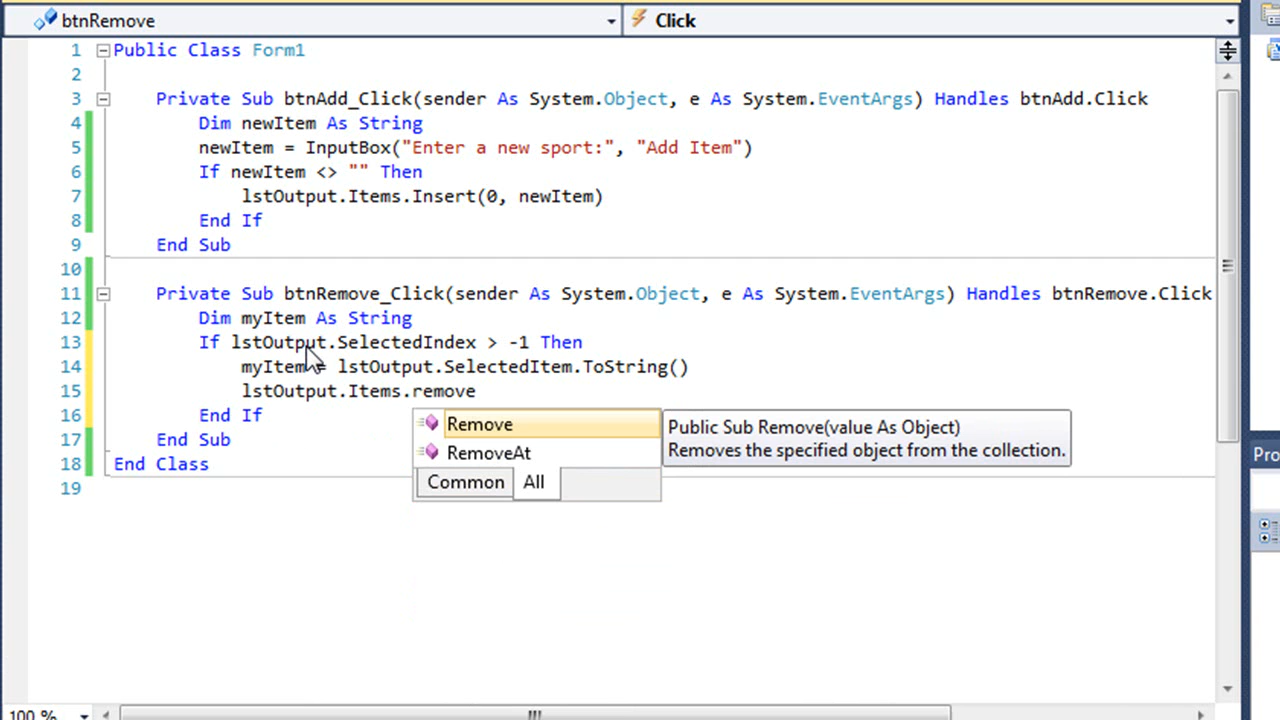 btnRemove Click
1 Public Class Form1
2
3 Private Sub btnAdd_Click(sender As System.Object, e As System.EventArgs) Handles btnAdd.Click
4 Dim newItem As String
5 newItem = InputBox("Enter a new sport:", "Add Item")
6 If newItem <> "" Then
7 lstOutput.Items.Insert(0, newItem)
8 End If
9 End Sub
10
11 Private Sub btnRemove_Click(sender As System.Object, e As System.EventArgs) Handles btnRemove.Click
12 Dim myItem As String
13 If lstOutput.SelectedIndex > -1 Then
14 myItem = lstOutput.SelectedItem.ToString()
15 lstOutput.Items.remove
16 End If
17 End Sub
18 End Class
19
Remove
RemoveAt
Common All
Public Sub Remove(value As Object)
Removes the specified object from the collection.
Pro
100 %